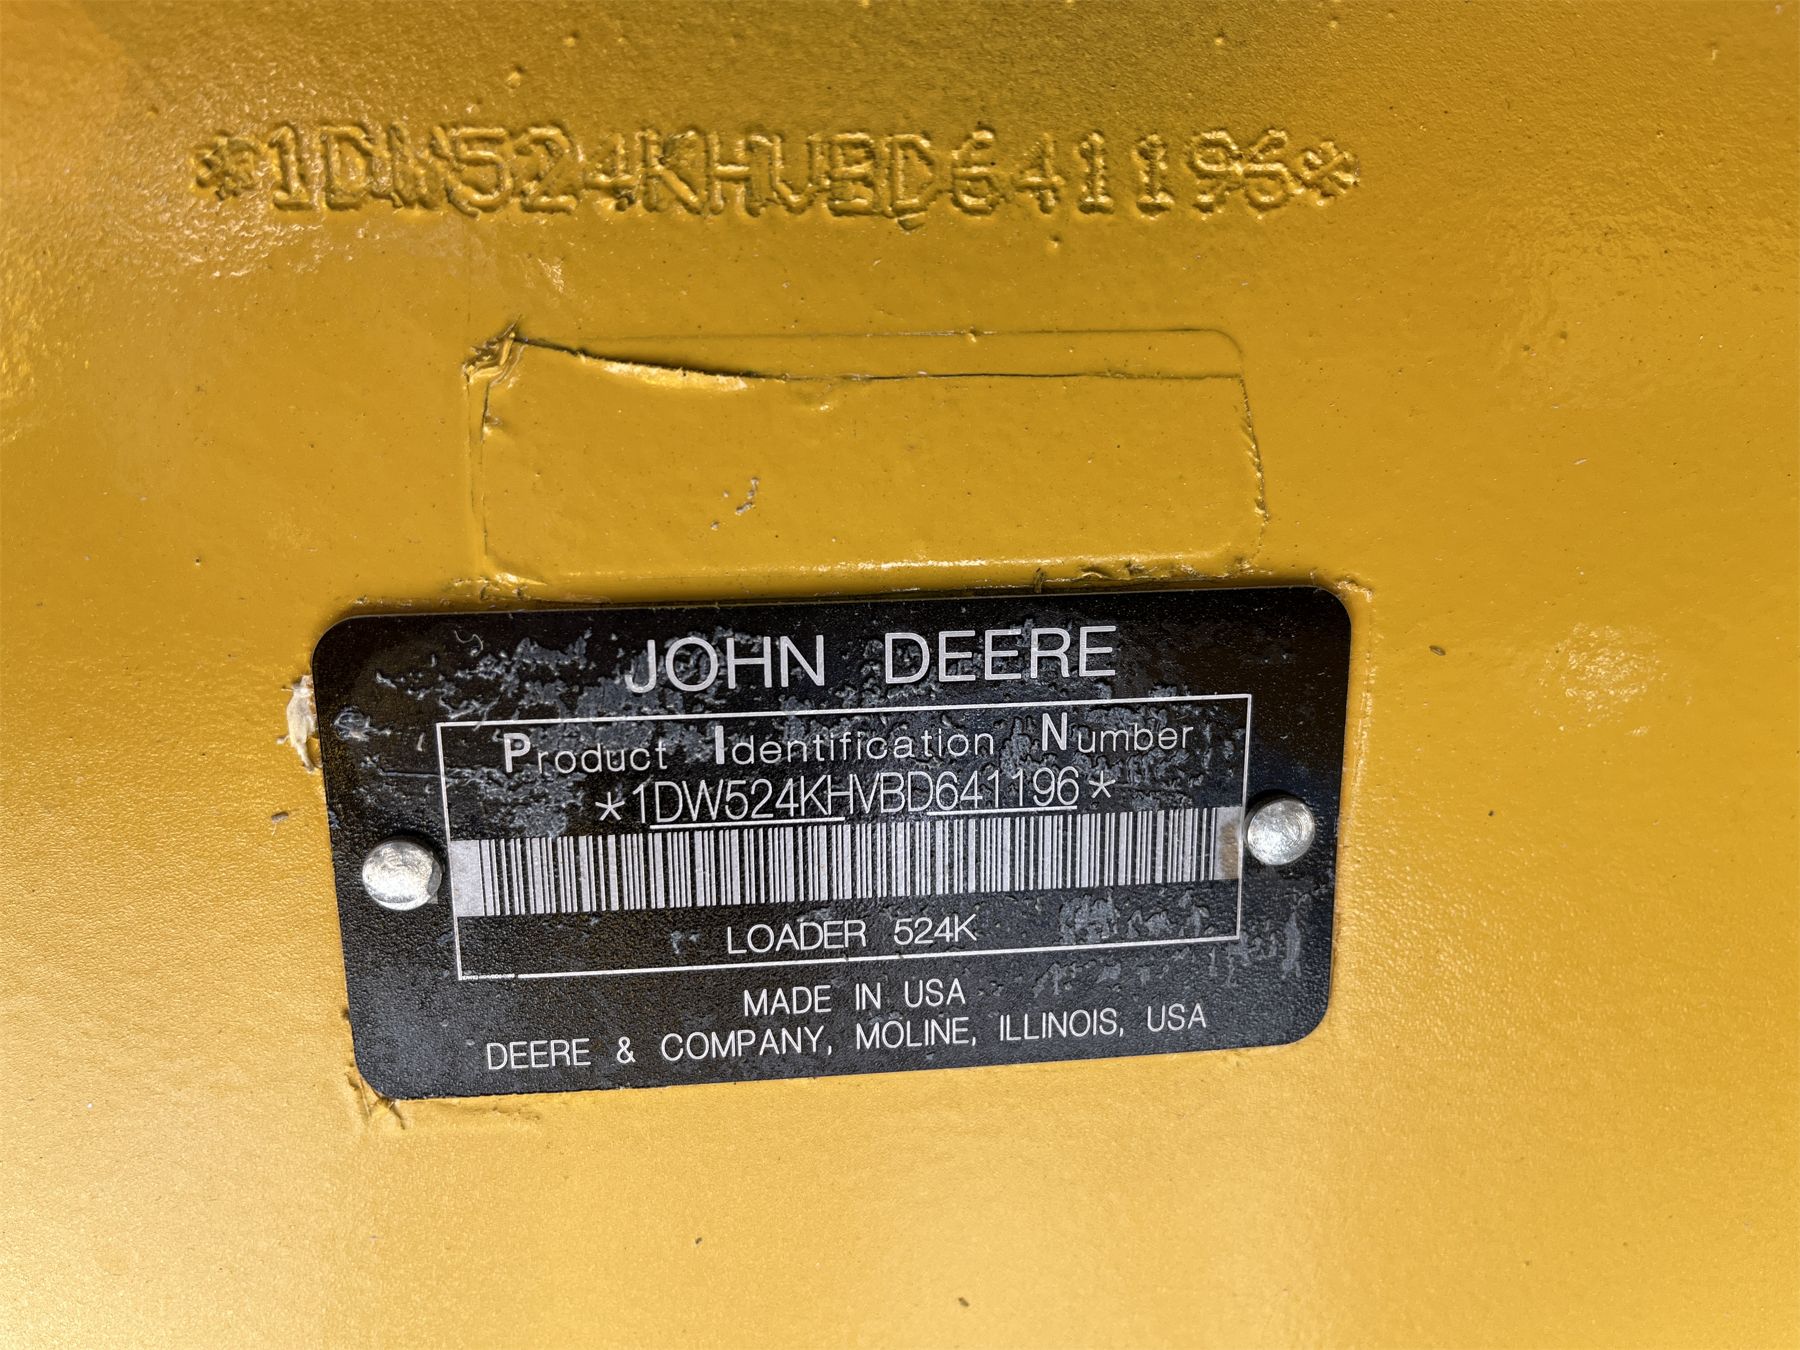 *1DW524KHVBD641196*
JOHN DEERE
Product Identification Number
*1DW524KHVBD641196*
LOADER 524K
MADE IN USA
DEERE & COMPANY, MOLINE, ILLINOIS, USA